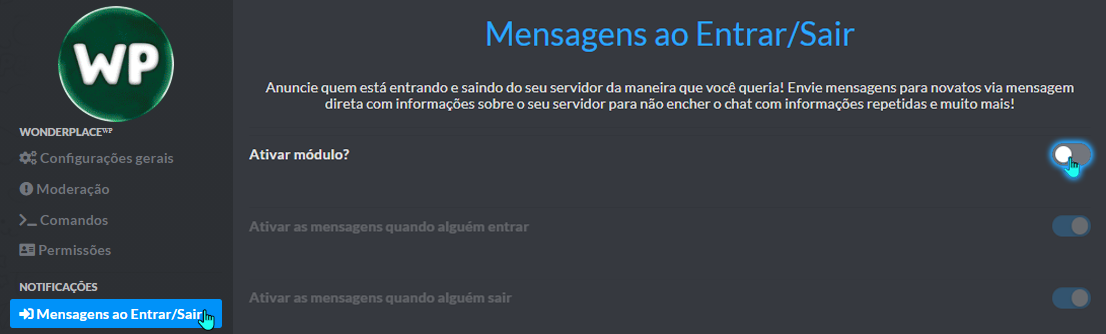 WP
WONDERPLACEᵂᴾ
Configurações gerais
Moderação
Comandos
Permissões
NOTIFICAÇÕES
Mensagens ao Entrar/Sair
Mensagens ao Entrar/Sair
Anuncie quem está entrando e saindo do seu servidor da maneira que você queria! Envie mensagens para novatos via mensagem
direta com informações sobre o seu servidor para não encher o chat com informações repetidas e muito mais!
Ativar módulo?
Ativar as mensagens quando alguém entrar
Ativar as mensagens quando alguém sair